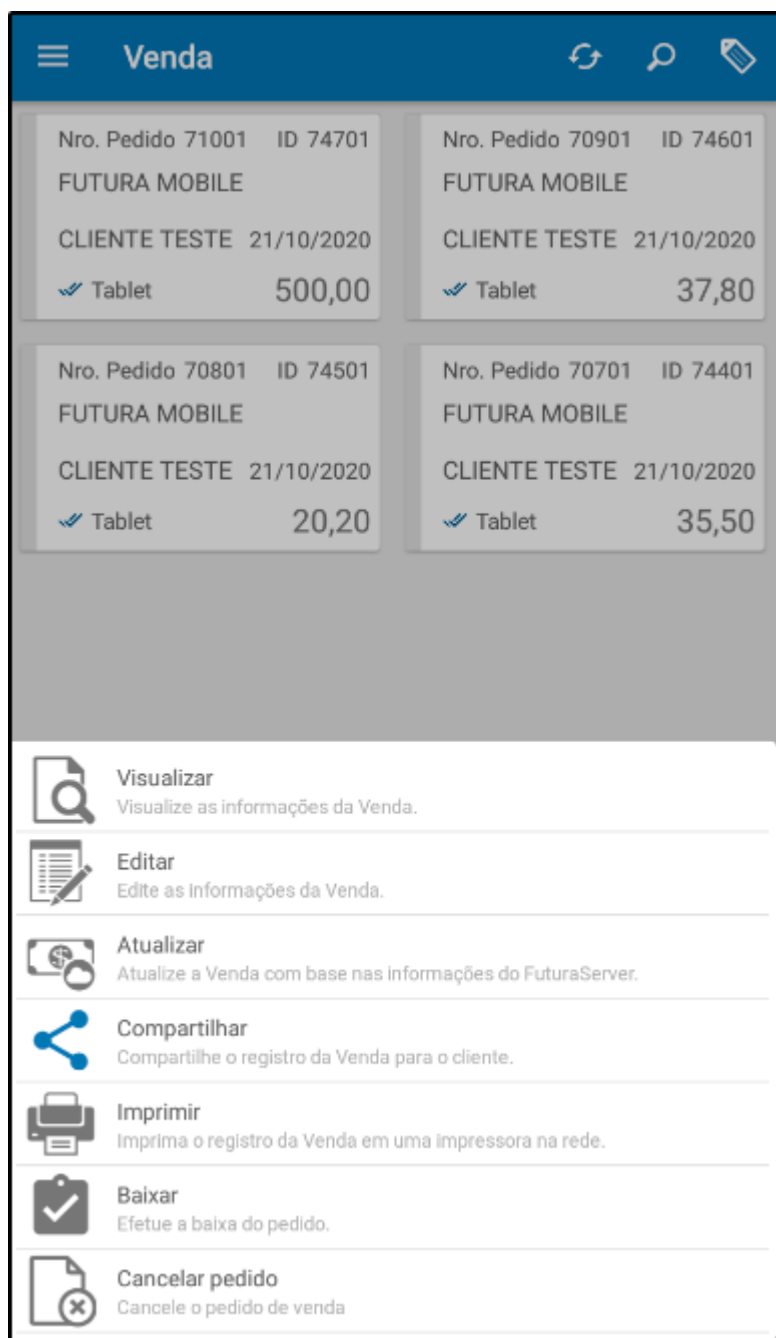 Venda
Nro. Pedido 71001 ID 74701
FUTURA MOBILE
CLIENTE TESTE 21/10/2020
Tablet 500,00
Nro. Pedido 70901 ID 74601
FUTURA MOBILE
CLIENTE TESTE 21/10/2020
Tablet 37,80
Nro. Pedido 70801 ID 74501
FUTURA MOBILE
CLIENTE TESTE 21/10/2020
Tablet 20,20
Nro. Pedido 70701 ID 74401
FUTURA MOBILE
CLIENTE TESTE 21/10/2020
Tablet 35,50
Visualizar
Visualize as informações da Venda.
Editar
Edite as informações da Venda.
Atualizar
Atualize a Venda com base nas informações do FuturaServer.
Compartilhar
Compartilhe o registro da Venda para o cliente.
Imprimir
Imprima o registro da Venda em uma impressora na rede.
Baixar
Efetue a baixa do pedido.
Cancelar pedido
Cancele o pedido de venda